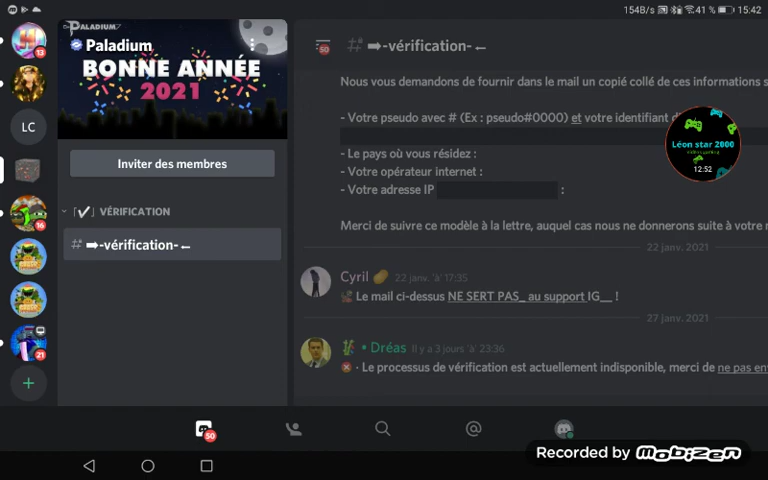 154B/s 41 % 15:42
PALADIUM
Paladium
BONNE ANNÉE
2021
13
LC
16
21
Inviter des membres
[✔] VÉRIFICATION
# ➡-vérification-←
50
# ➡-vérification-←
Nous vous demandons de fournir dans le mail un copié collé de ces informations s
- Votre pseudo avec # (Ex : pseudo#0000) et votre identifiant
- Le pays où vous résidez :
- Votre opérateur internet :
- Votre adresse IP :
Merci de suivre ce modèle à la lettre, auquel cas nous ne donnerons suite à votre
22 janv. 2021
Cyril 22 janv. 'à' 17:35
Le mail ci-dessus NE SERT PAS_ au support IG__ !
27 janv. 2021
• Dréas Il y a 3 jours 'à' 23:36
- Le processus de vérification est actuellement indisponible, merci de ne pas en
Léon star 2000
12:52
50
Recorded by Mobizen